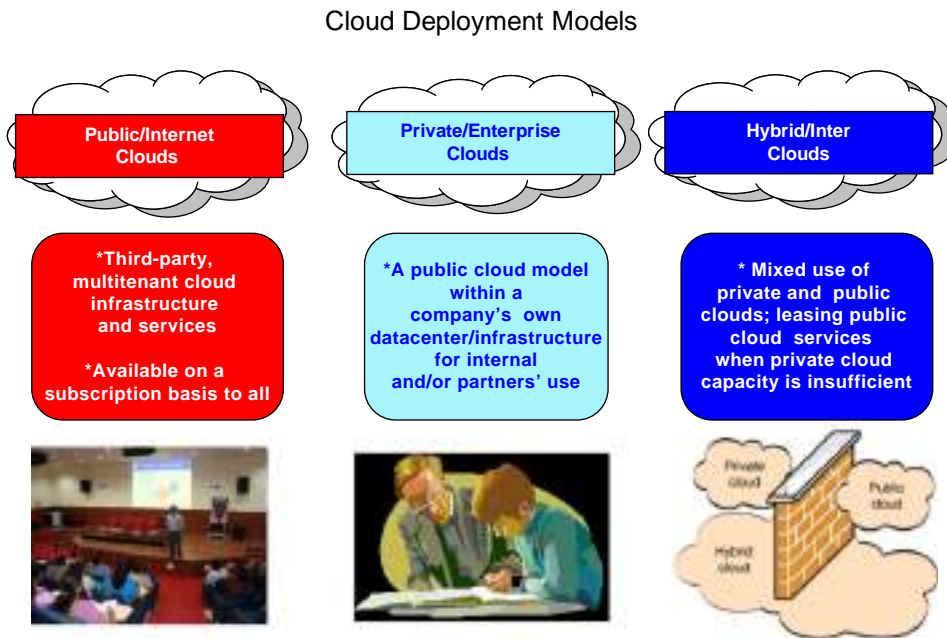 Cloud Deployment Models
Public/Internet
Clouds
Private/Enterprise
Clouds
Hybrid/Inter
Clouds
*Third-party,
multitenant cloud
infrastructure
and services
*Available on a
subscription basis to all
*A public cloud model
within a
company’s own
datacenter/infrastructure
for internal
and/or partners’ use
* Mixed use of
private and public
clouds; leasing public
cloud services
when private cloud
capacity is insufficient
Private
cloud
Public
cloud
Hybrid
cloud